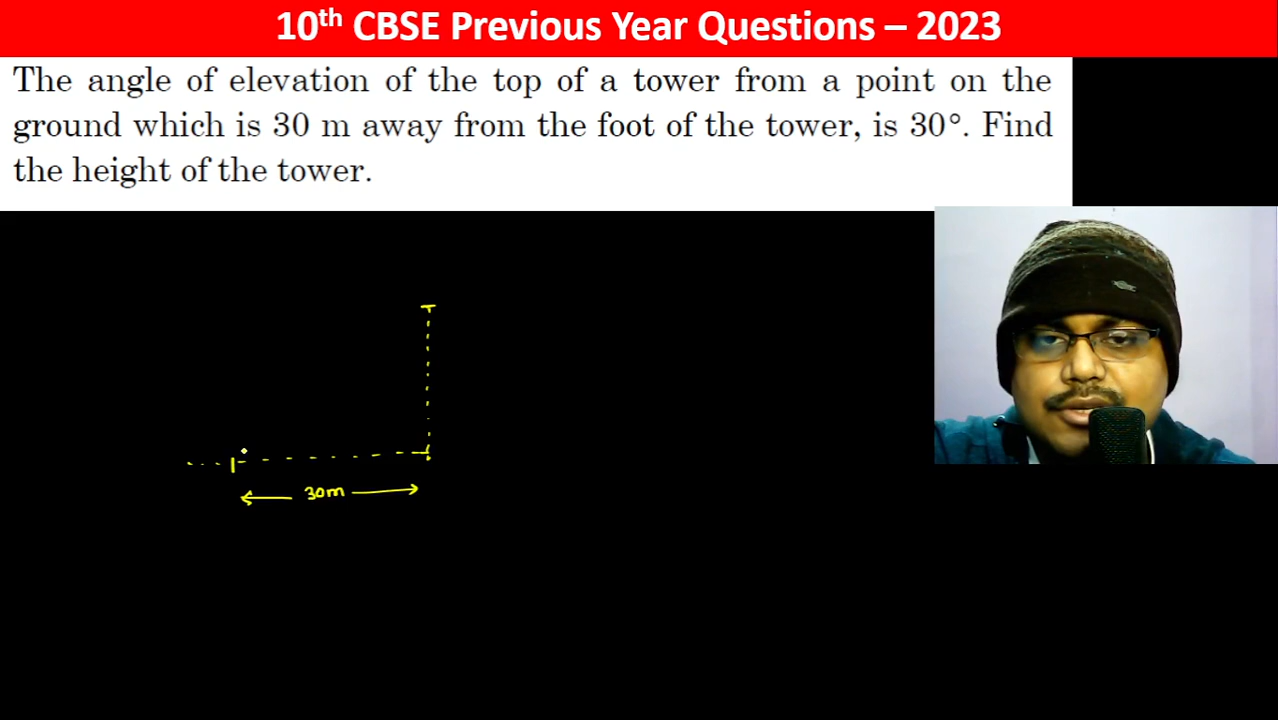 10th CBSE Previous Year Questions – 2023
The angle of elevation of the top of a tower from a point on the
ground which is 30 m away from the foot of the tower, is 30°. Find
the height of the tower.
30m